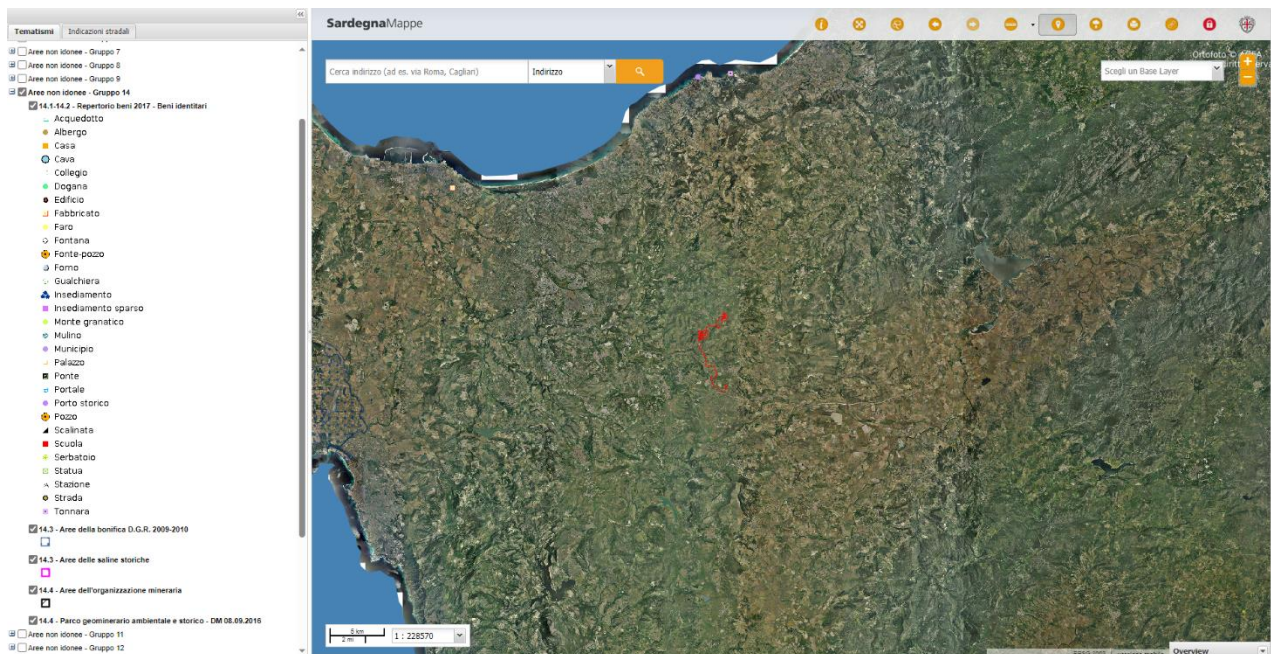 Tematismi
Indicazioni stradali
Aree non idonee - Gruppo 7
Aree non idonee - Gruppo 8
Aree non idonee - Gruppo 9
Aree non idonee - Gruppo 14
14.1-14.2 - Repertorio beni 2017 - Beni identitari
Acquedotto
Albergo
Casa
Cava
Collegio
Dogana
Edificio
Fabbricato
Faro
Fontana
Fonte-pozzo
Forno
Gualchiera
Insediamento
Insediamento sparso
Monte granatico
Mulino
Municipio
Palazzo
Ponte
Portale
Porto storico
Pozzo
Scalinata
Scuola
Serbatoio
Statua
Stazione
Strada
Tonnara
14.3 - Aree della bonifica D.G.R. 2009-2010
14.3 - Aree delle saline storiche
14.4 - Aree dell'organizzazione mineraria
14.4 - Parco geominerario ambientale e storico - DM 08.09.2016
Aree non idonee - Gruppo 11
Aree non idonee - Gruppo 12
SardegnaMappe
Cerca indirizzo (ad es. via Roma, Cagliari)
Indirizzo
Ortofoto ©
Scegli un Base Layer
5 km
2 mi
1 : 228570
Overview